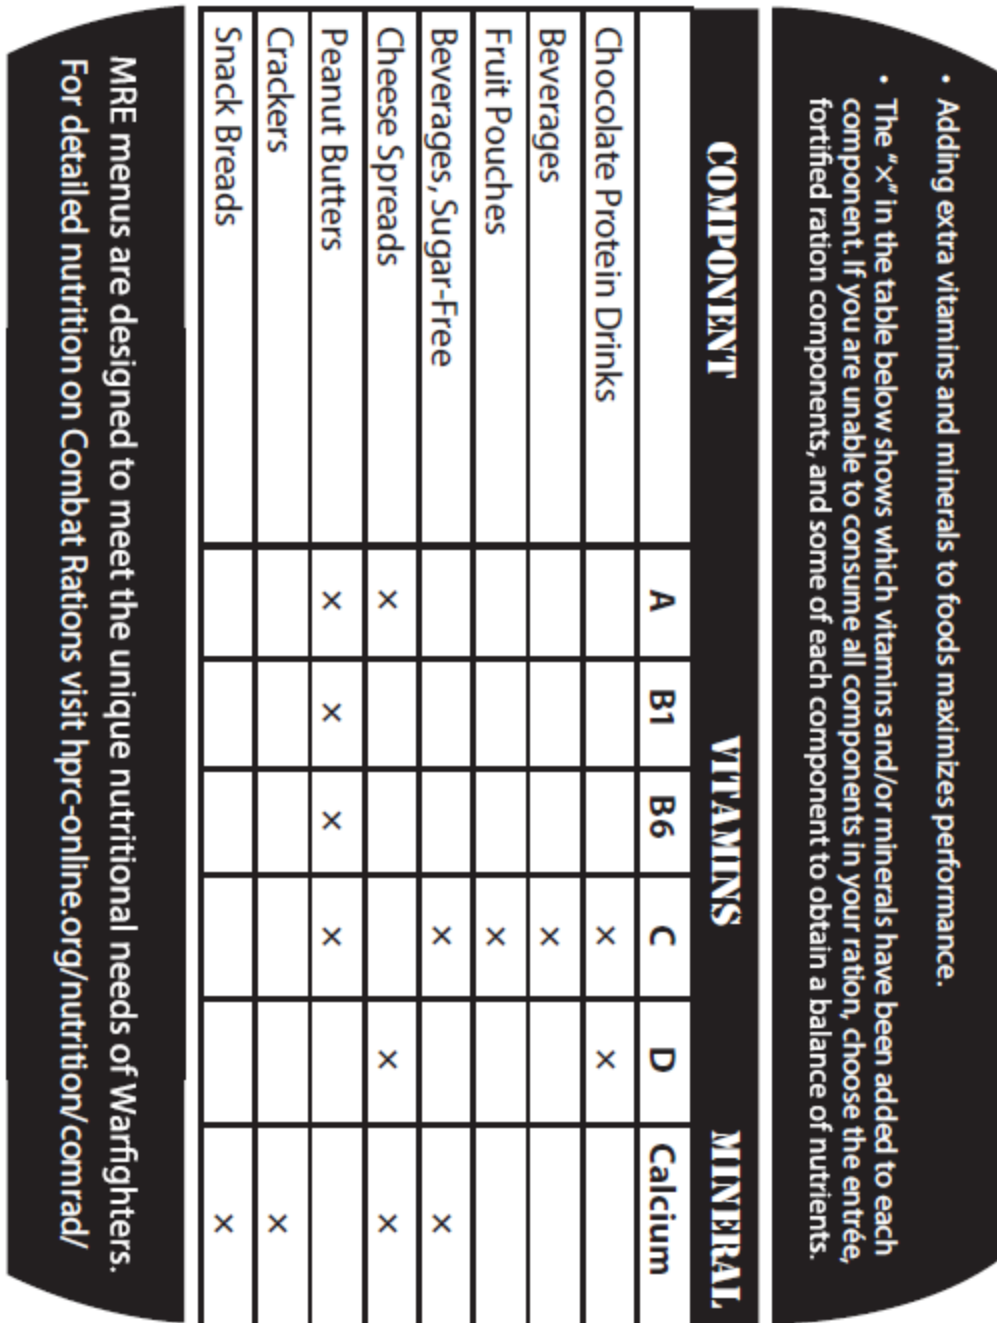 • Adding extra vitamins and minerals to foods maximizes performance.
• The “x” in the table below shows which vitamins and/or minerals have been added to each
component. If you are unable to consume all components in your ration, choose the entrée,
fortified ration components, and some of each component to obtain a balance of nutrients.
COMPONENT VITAMINS MINERAL
A B1 B6 C D Calcium
Chocolate Protein Drinks x x
Beverages x
Fruit Pouches x
Beverages, Sugar-Free x x
Cheese Spreads x x x
Peanut Butters x x x x
Crackers x
Snack Breads x
MRE menus are designed to meet the unique nutritional needs of Warfighters.
For detailed nutrition on Combat Rations visit hprc-online.org/nutrition/comrad/